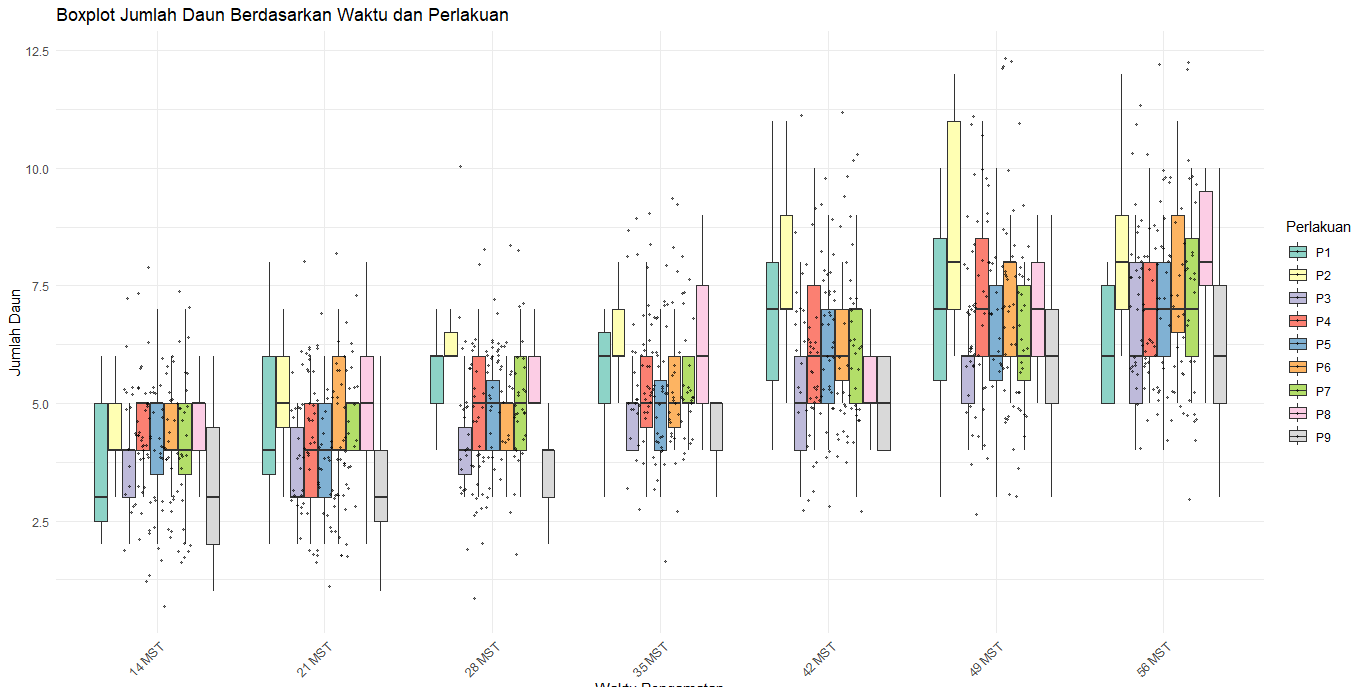 Boxplot Jumlah Daun Berdasarkan Waktu dan Perlakuan
12.5
10.0
7.5
5.0
2.5
Jumlah Daun
14 MST
21 MST
28 MST
35 MST
42 MST
49 MST
56 MST
Waktu Pengamatan
Perlakuan
P1
P2
P3
P4
P5
P6
P7
P8
P9